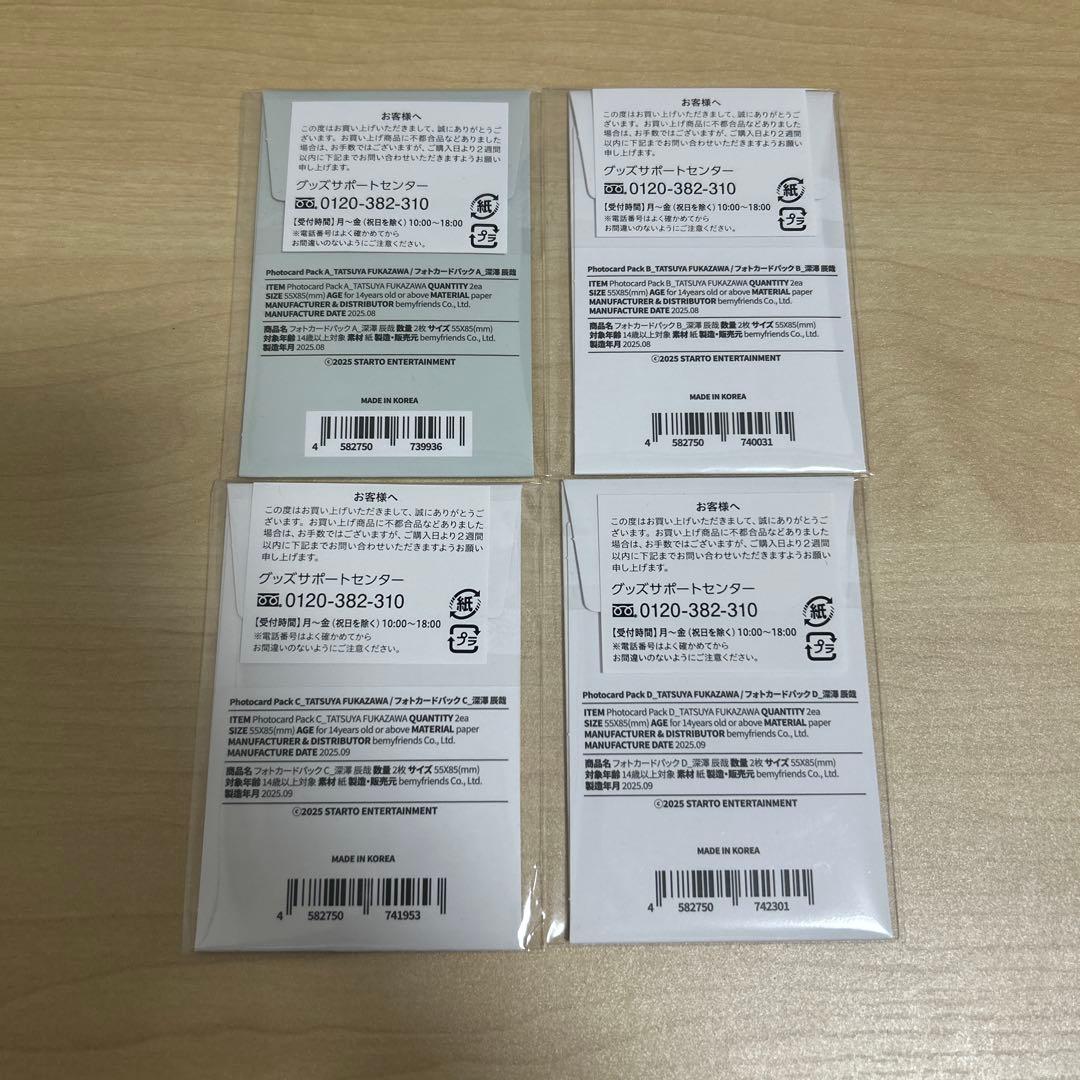 お客様へ
この度はお買い上げいただきまして、誠にありがとうご
ざいます。お買い上げ商品に不都合品などありました
場合は、お手数ではございますが、ご購入日より2週間
以内に下記までお問い合わせいただきますようお願い
申し上げます。
グッズサポートセンター
0120-382-310
【受付時間】月～金（祝日を除く）10:00～18:00
※電話番号はよく確かめてから
お間違いのないようにご注意ください。
紙
プラ
Photocard Pack A_TATSUYA FUKAZAWA / フォトカードパック A_深澤 辰哉
ITEM Photocard Pack A_TATSUYA FUKAZAWA QUANTITY 2ea
SIZE 55X85(mm) AGE for 14years old or above MATERIAL paper
MANUFACTURER & DISTRIBUTOR bemyfriends Co., Ltd.
MANUFACTURE DATE 2025.08
商品名 フォトカードパック A_深澤 辰哉 数量 2枚 サイズ 55X85(mm)
対象年齢 14歳以上対象 素材 紙 製造・販売元 bemyfriends Co., Ltd.
製造年月 2025.08
©2025 STARTO ENTERTAINMENT
MADE IN KOREA
4 582750 739936
お客様へ
この度はお買い上げいただきまして、誠にありがとうご
ざいます。お買い上げ商品に不都合品などありました
場合は、お手数ではございますが、ご購入日より2週間
以内に下記までお問い合わせいただきますようお願い
申し上げます。
グッズサポートセンター
0120-382-310
【受付時間】月～金（祝日を除く）10:00～18:00
※電話番号はよく確かめてから
お間違いのないようにご注意ください。
紙
プラ
Photocard Pack B_TATSUYA FUKAZAWA / フォトカードパック B_深澤 辰哉
ITEM Photocard Pack B_TATSUYA FUKAZAWA QUANTITY 2ea
SIZE 55X85(mm) AGE for 14years old or above MATERIAL paper
MANUFACTURER & DISTRIBUTOR bemyfriends Co., Ltd.
MANUFACTURE DATE 2025.08
商品名 フォトカードパック B_深澤 辰哉 数量 2枚 サイズ 55X85(mm)
対象年齢 14歳以上対象 素材 紙 製造・販売元 bemyfriends Co., Ltd.
製造年月 2025.08
©2025 STARTO ENTERTAINMENT
MADE IN KOREA
4 582750 740031
お客様へ
この度はお買い上げいただきまして、誠にありがとうご
ざいます。お買い上げ商品に不都合品などありました
場合は、お手数ではございますが、ご購入日より2週間
以内に下記までお問い合わせいただきますようお願い
申し上げます。
グッズサポートセンター
0120-382-310
【受付時間】月～金（祝日を除く）10:00～18:00
※電話番号はよく確かめてから
お間違いのないようにご注意ください。
紙
プラ
Photocard Pack C_TATSUYA FUKAZAWA / フォトカードパック C_深澤 辰哉
ITEM Photocard Pack C_TATSUYA FUKAZAWA QUANTITY 2ea
SIZE 55X85(mm) AGE for 14years old or above MATERIAL paper
MANUFACTURER & DISTRIBUTOR bemyfriends Co., Ltd.
MANUFACTURE DATE 2025.09
商品名 フォトカードパック C_深澤 辰哉 数量 2枚 サイズ 55X85(mm)
対象年齢 14歳以上対象 素材 紙 製造・販売元 bemyfriends Co., Ltd.
製造年月 2025.09
©2025 STARTO ENTERTAINMENT
MADE IN KOREA
4 582750 741953
お客様へ
この度はお買い上げいただきまして、誠にありがとうご
ざいます。お買い上げ商品に不都合品などありました
場合は、お手数ではございますが、ご購入日より2週間
以内に下記までお問い合わせいただきますようお願い
申し上げます。
グッズサポートセンター
0120-382-310
【受付時間】月～金（祝日を除く）10:00～18:00
※電話番号はよく確かめてから
お間違いのないようにご注意ください。
紙
プラ
Photocard Pack D_TATSUYA FUKAZAWA / フォトカードパック D_深澤 辰哉
ITEM Photocard Pack D_TATSUYA FUKAZAWA QUANTITY 2ea
SIZE 55X85(mm) AGE for 14years old or above MATERIAL paper
MANUFACTURER & DISTRIBUTOR bemyfriends Co., Ltd.
MANUFACTURE DATE 2025.09
商品名 フォトカードパック D_深澤 辰哉 数量 2枚 サイズ 55X85(mm)
対象年齢 14歳以上対象 素材 紙 製造・販売元 bemyfriends Co., Ltd.
製造年月 2025.09
©2025 STARTO ENTERTAINMENT
MADE IN KOREA
4 582750 742301